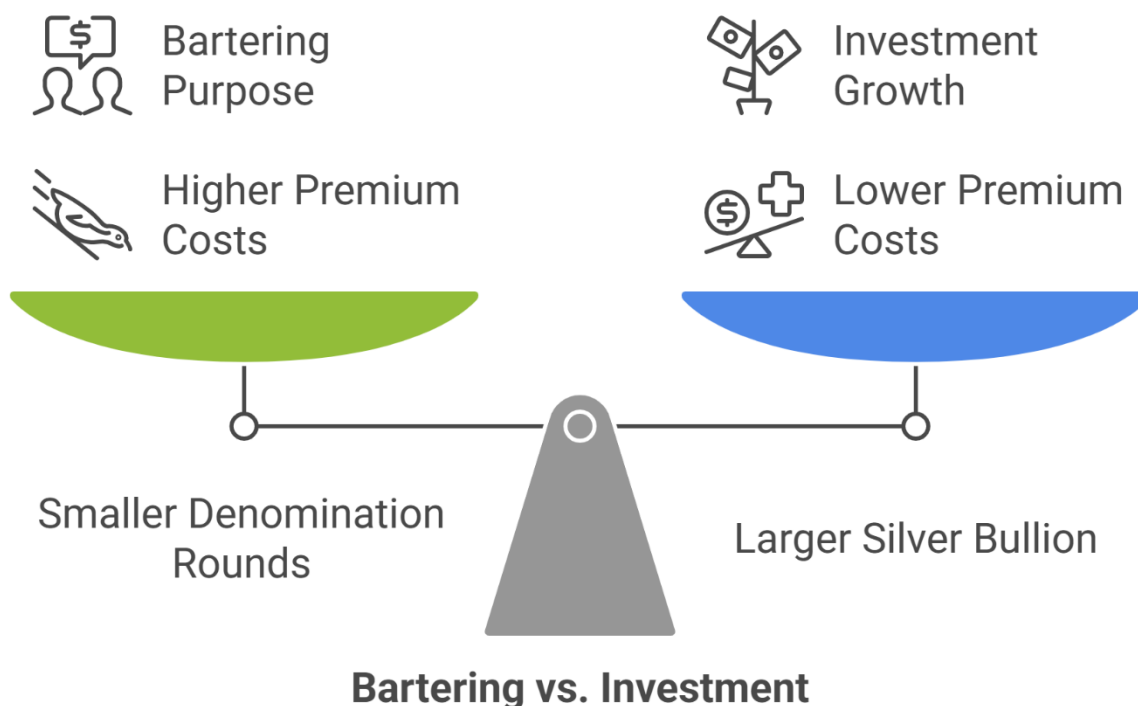 Bartering
Purpose
Higher Premium
Costs
Investment
Growth
Lower Premium
Costs
Smaller Denomination
Rounds
Larger Silver Bullion
Bartering vs. Investment